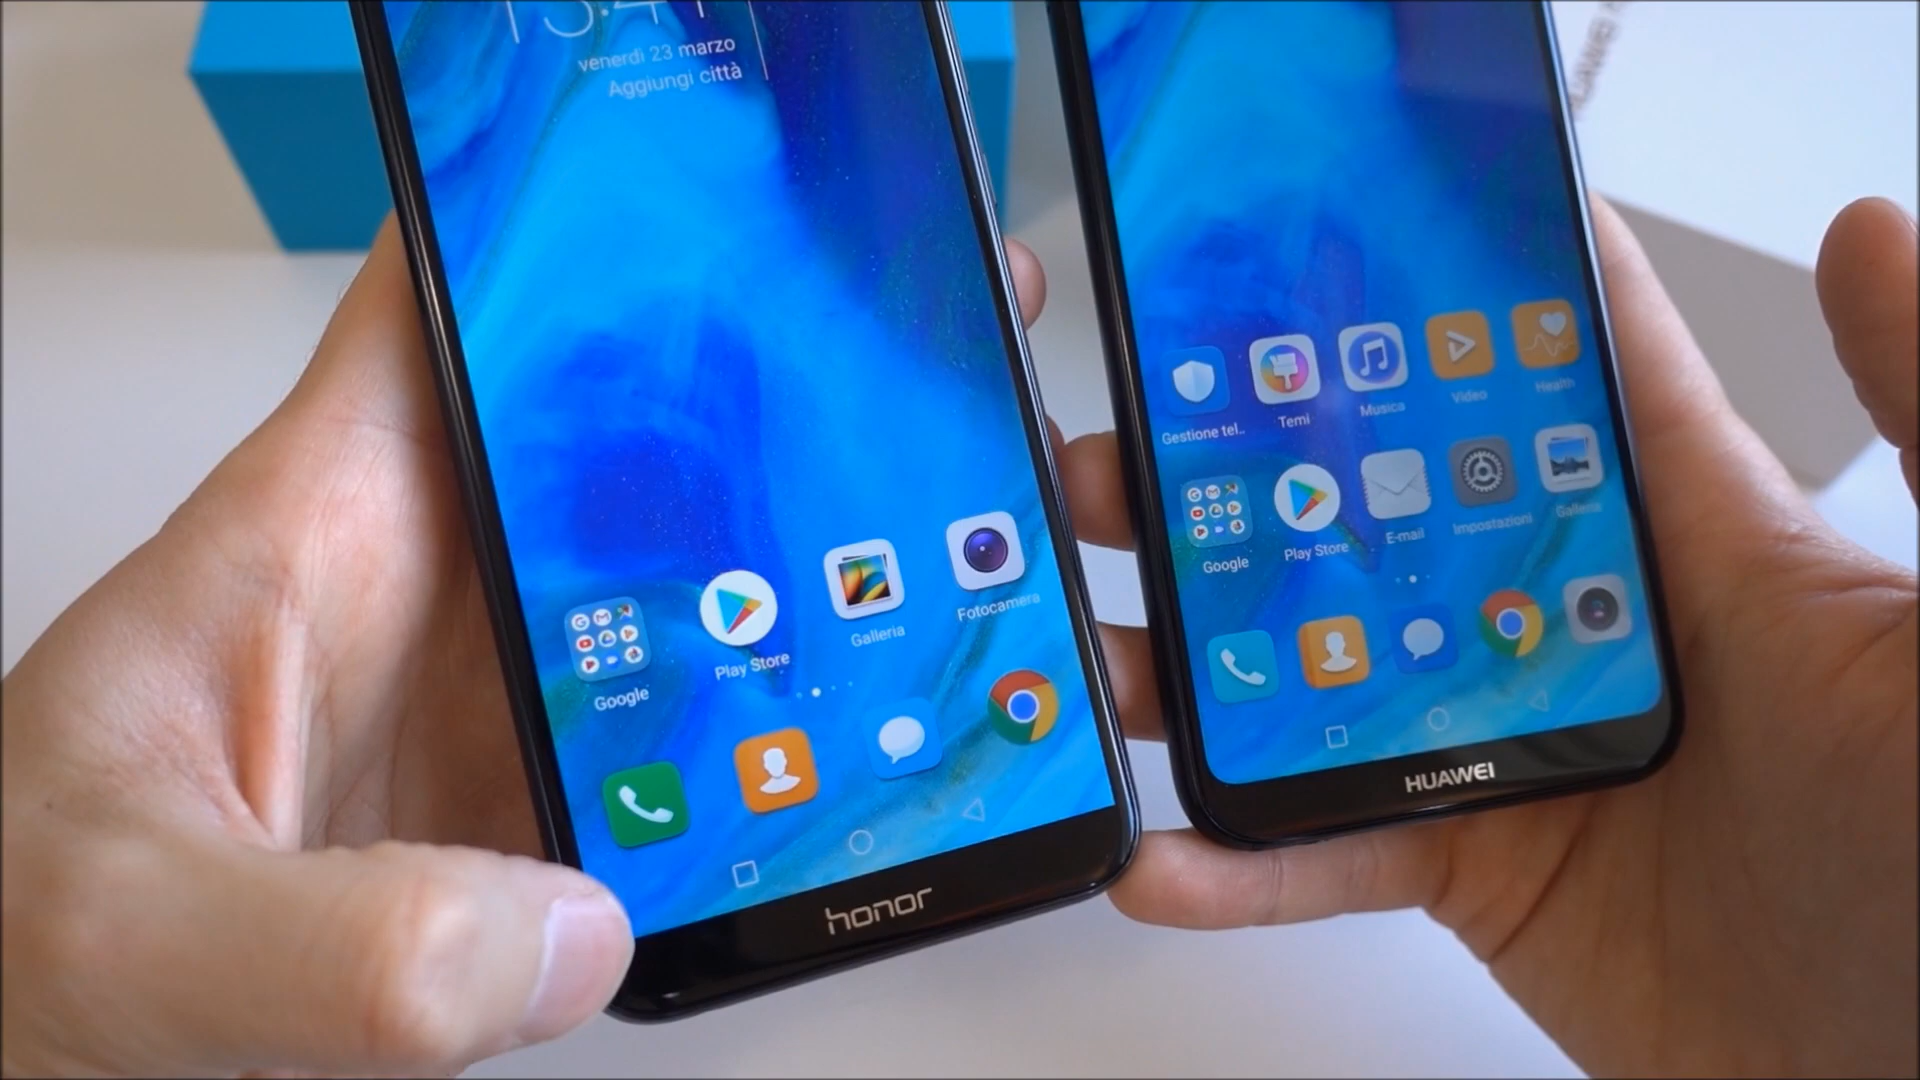 venerdì 23 marzo
Aggiungi città
Google
Play Store
Galleria
Fotocamera
honor
Gestione tel..
Temi
Musica
Video
Health
Google
Play Store
E-mail
Impostazioni
Galleria
HUAWEI